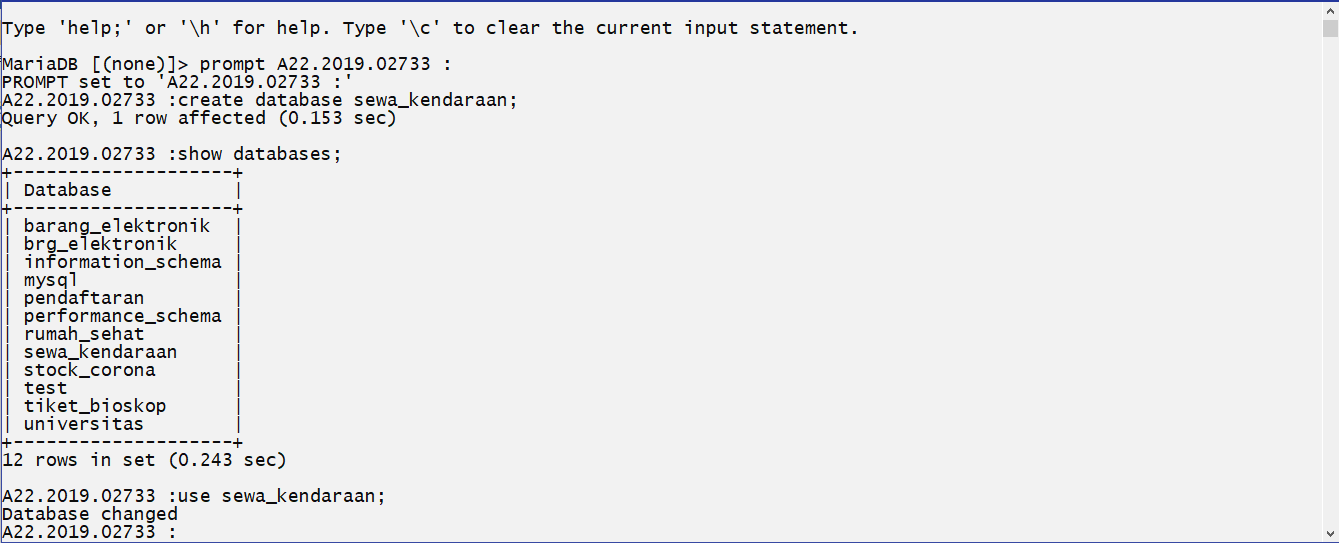 Type 'help;' or '\h' for help. Type '\c' to clear the current input statement.
MariaDB [(none)]> prompt A22.2019.02733 :
PROMPT set to 'A22.2019.02733 :'
A22.2019.02733 :create database sewa_kendaraan;
Query OK, 1 row affected (0.153 sec)
A22.2019.02733 :show databases;
+--------------------+
| Database           |
+--------------------+
| barang_elektronik  |
| brg_elektronik     |
| information_schema |
| mysql              |
| pendaftaran        |
| performance_schema |
| rumah_sehat        |
| sewa_kendaraan     |
| stock_corona       |
| test               |
| tiket_bioskop      |
| universitas        |
+--------------------+
12 rows in set (0.243 sec)
A22.2019.02733 :use sewa_kendaraan;
Database changed
A22.2019.02733 :